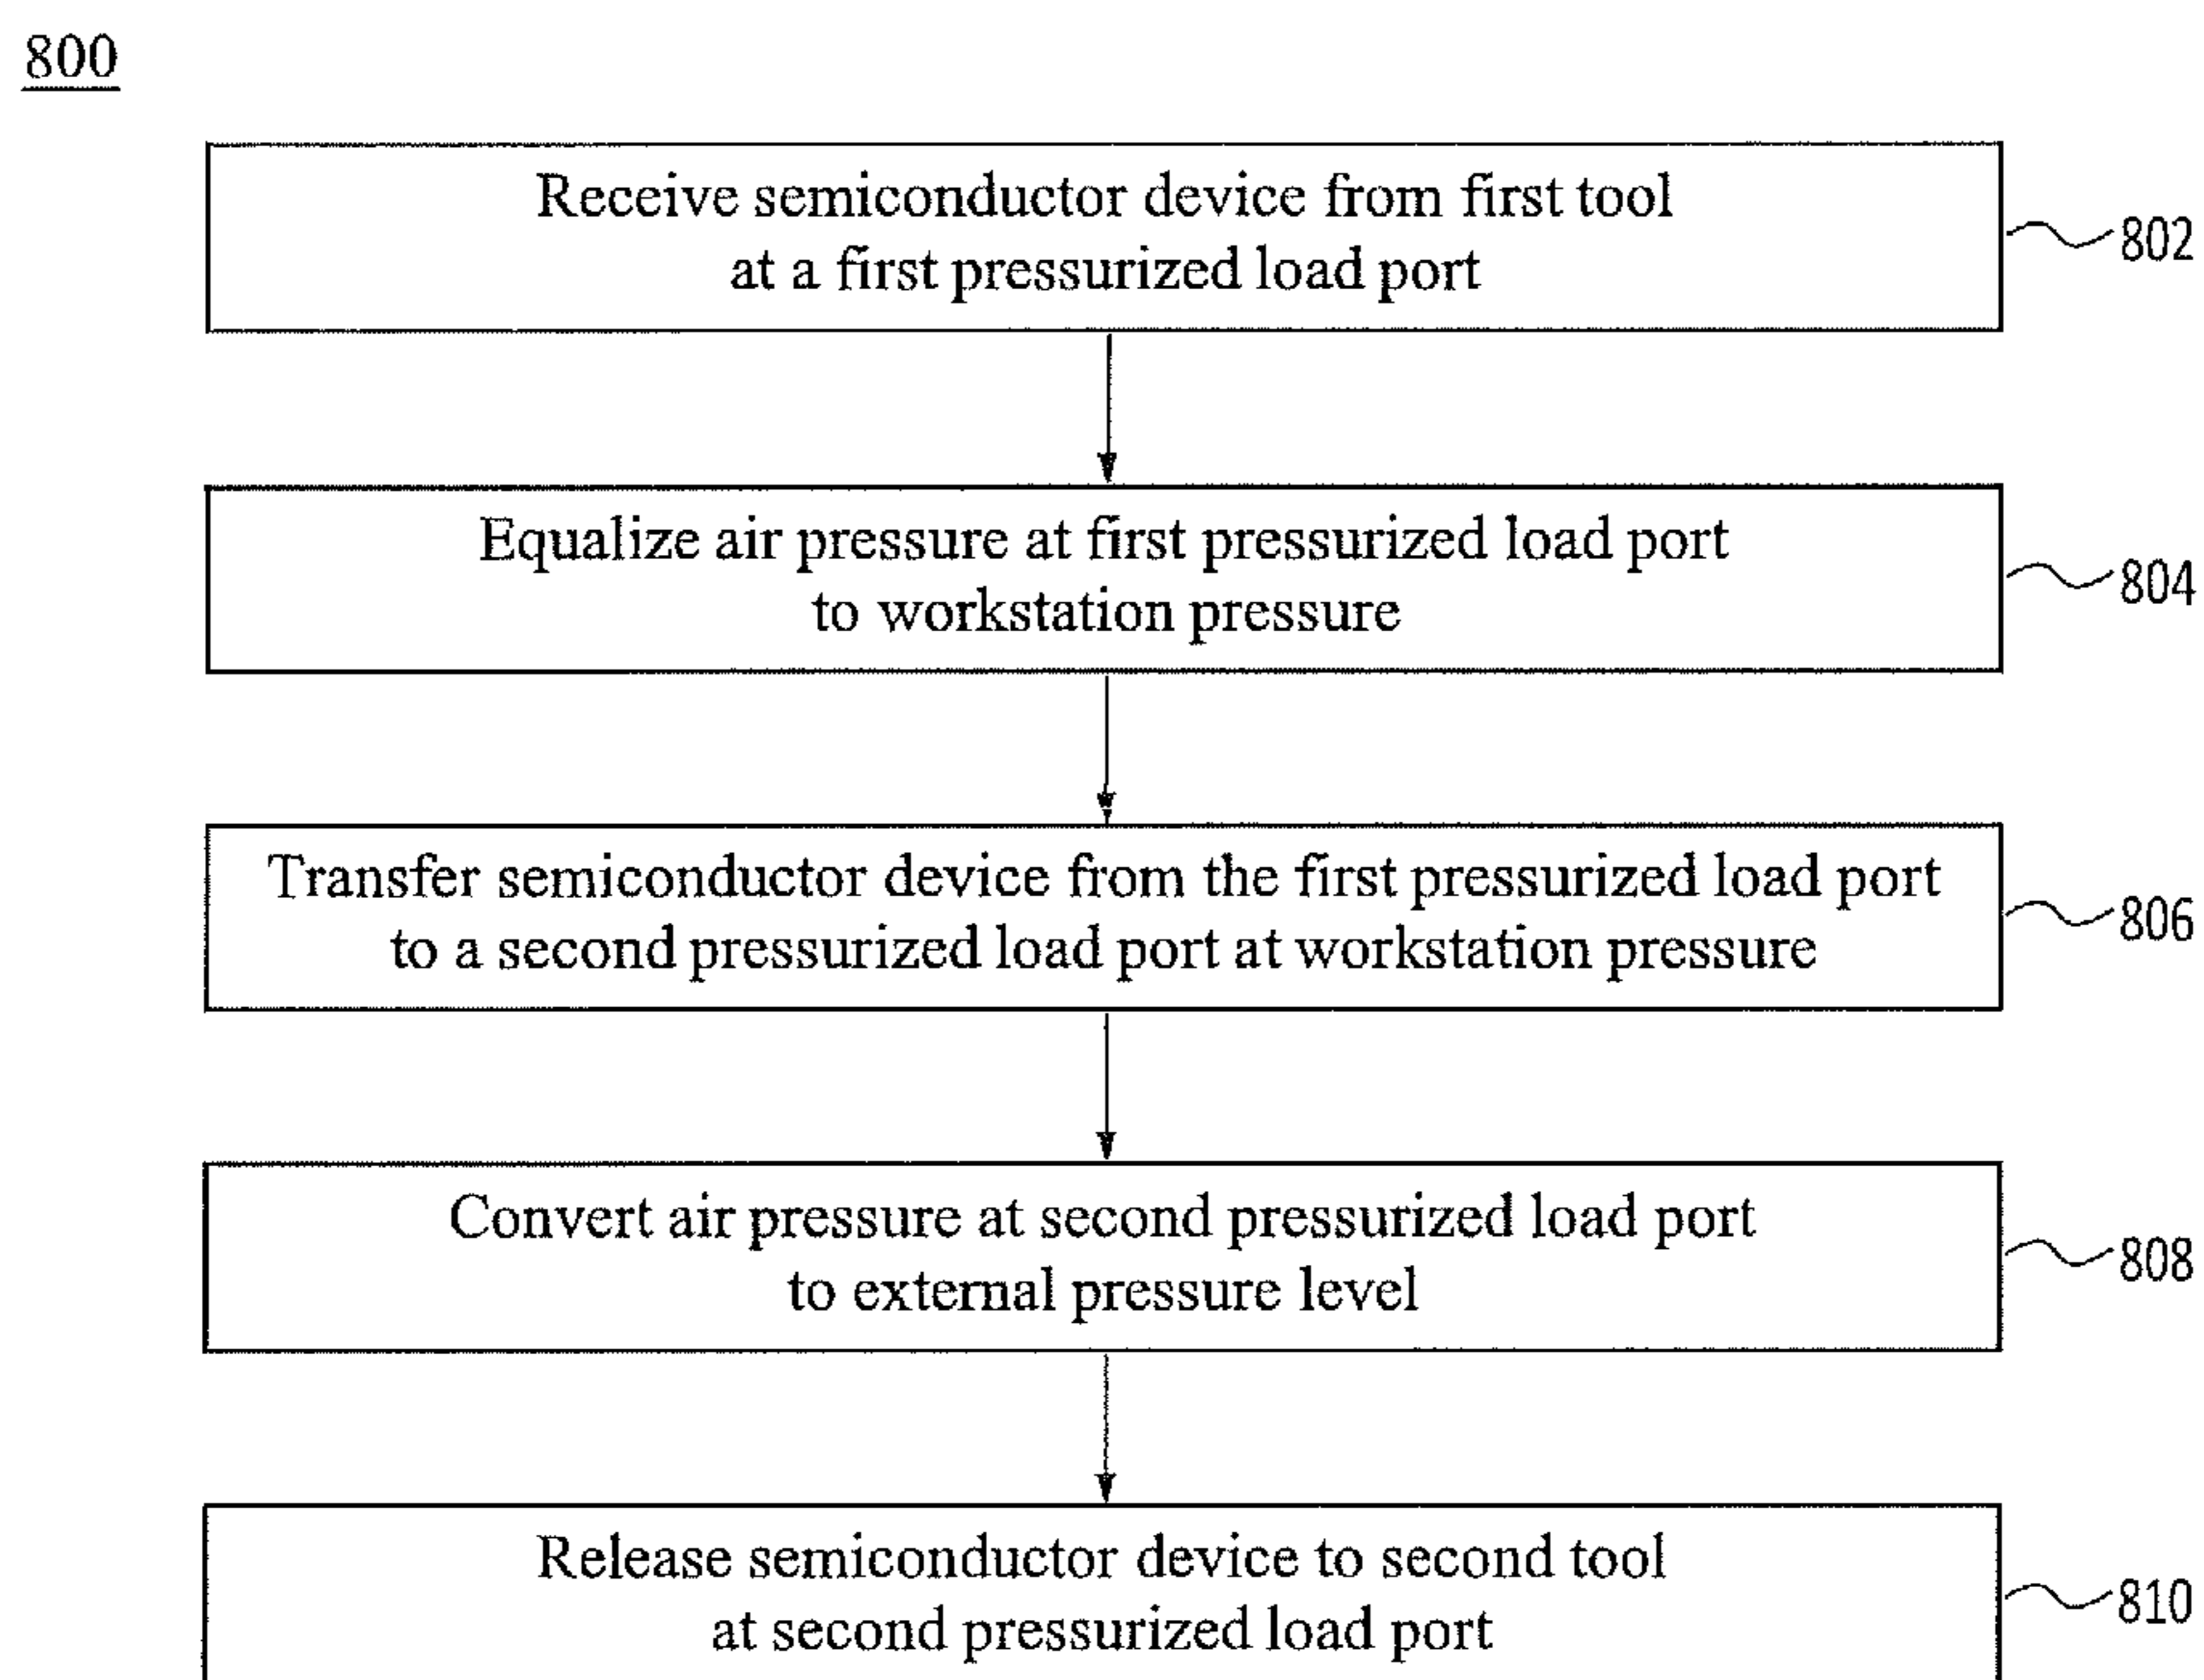 800
Receive semiconductor device from first tool
at a first pressurized load port
802
Equalize air pressure at first pressurized load port
to workstation pressure
804
Transfer semiconductor device from the first pressurized load port
to a second pressurized load port at workstation pressure
806
Convert air pressure at second pressurized load port
to external pressure level
808
Release semiconductor device to second tool
at second pressurized load port
810